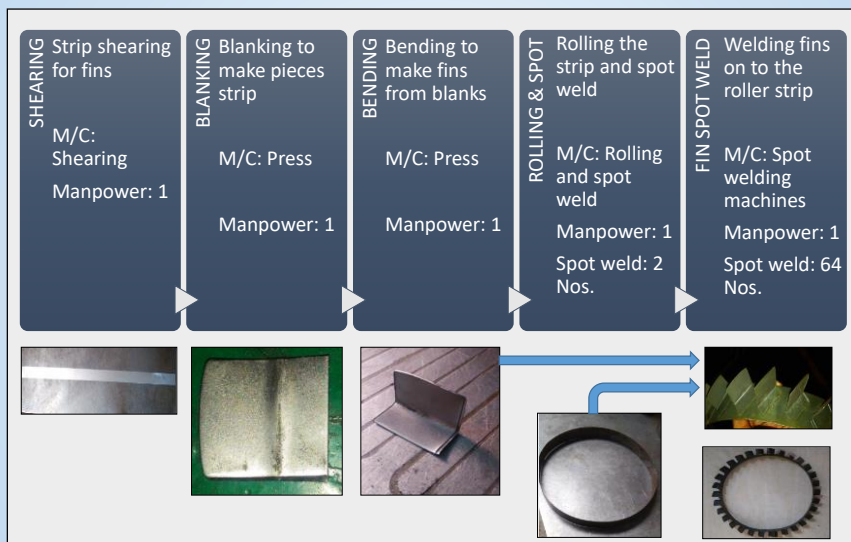 SHEARING
Strip shearing
for fins
M/C:
Shearing
Manpower: 1
BLANKING
Blanking to
make pieces
strip
M/C: Press
Manpower: 1
BENDING
Bending to
make fins
from blanks
M/C: Press
Manpower: 1
ROLLING & SPOT
Rolling the
strip and spot
weld
M/C: Rolling
and spot
weld
Manpower: 1
Spot weld: 2
Nos.
FIN SPOT WELD
Welding fins
on to the
roller strip
M/C: Spot
welding
machines
Manpower: 1
Spot weld: 64
Nos.